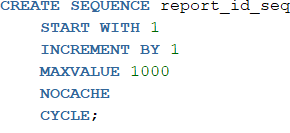 CREATE SEQUENCE report_id_seq
START WITH 1
INCREMENT BY 1
MAXVALUE 1000
NOCACHE
CYCLE;